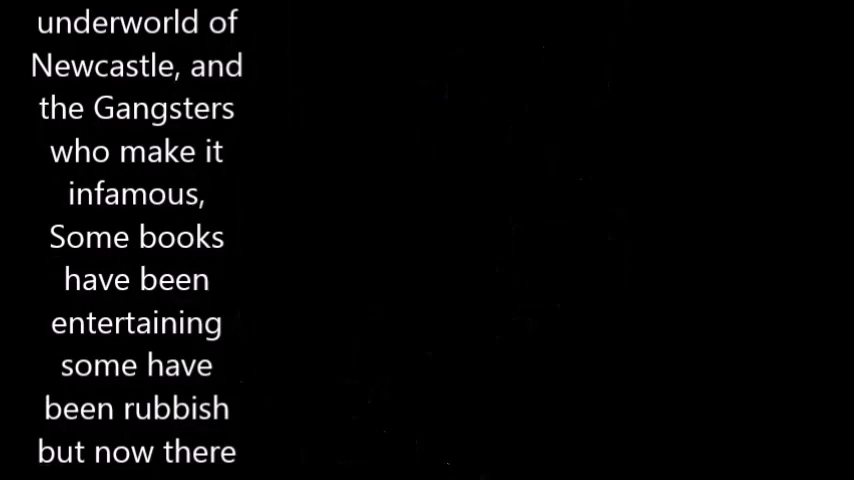 underworld of
Newcastle, and
the Gangsters
who make it
infamous,
Some books
have been
entertaining
some have
been rubbish
but now there